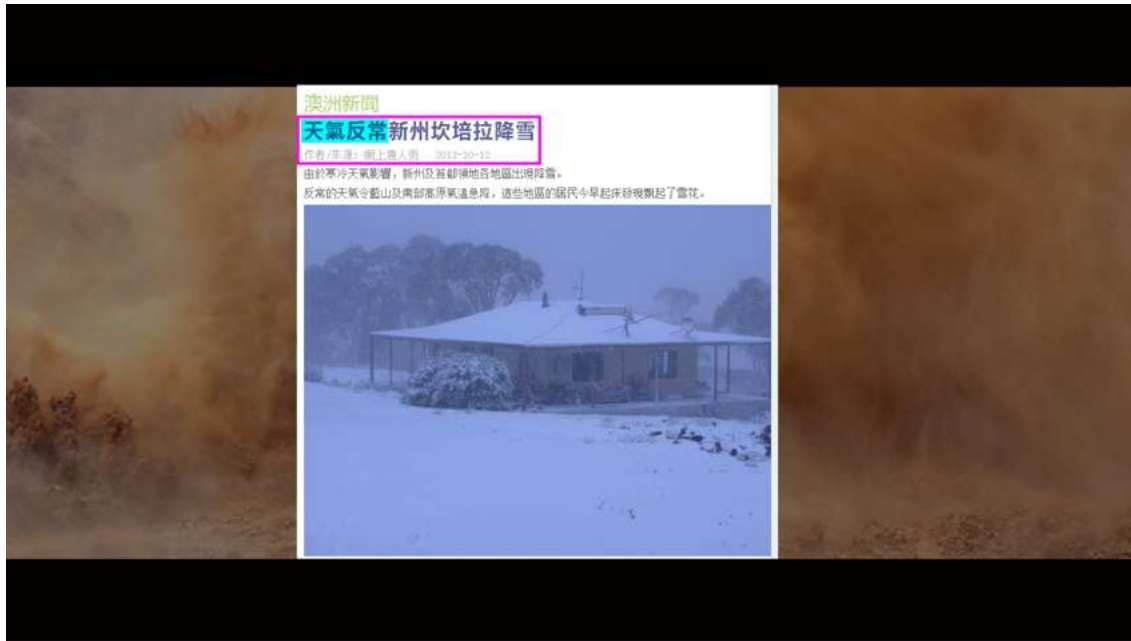 澳洲新聞
天氣反常新州坎培拉降雪
作者/來源: 網上唐人街 2012-10-12
由於寒冷天氣影響，新州及首都領地各地區出現降雪。
反常的天氣令藍山及南部高原氣溫急降，這些地區的居民今早起床發現飄起了雪花。